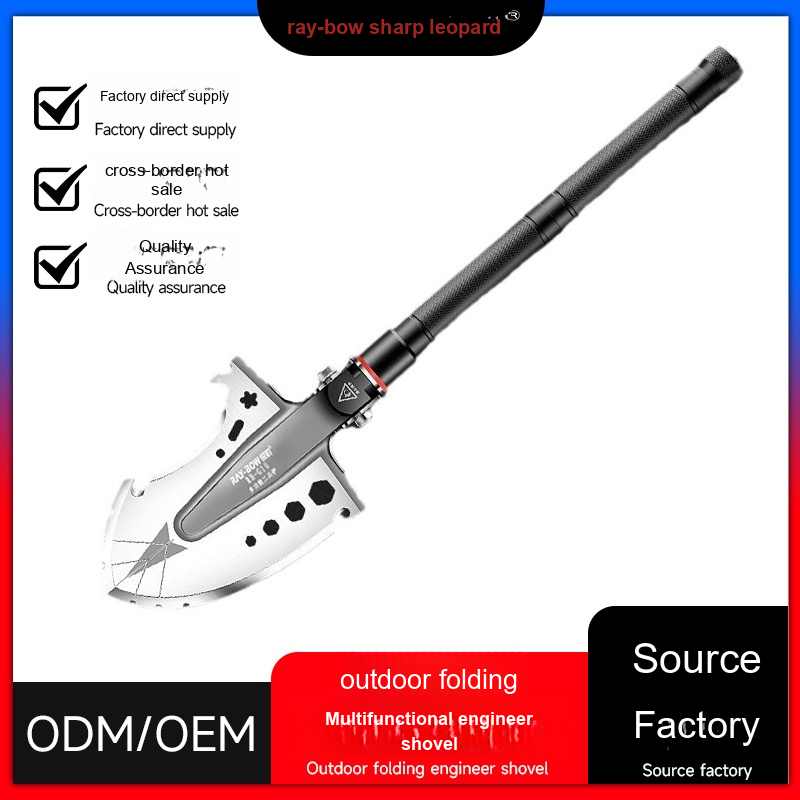 ray-bow sharp leopard ®
Factory direct supply
Factory direct supply
cross-border hot
sale
Cross-border hot sale
Quality
Assurance
Quality assurance
RAY-BOW
ODM/OEM
outdoor folding
Multifunctional engineer
shovel
Outdoor folding engineer shovel
Source
Factory
Source factory